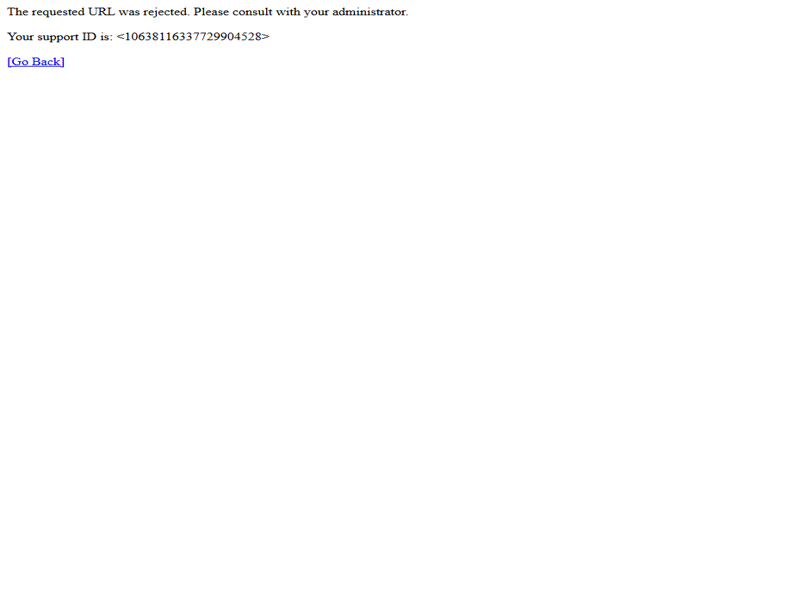 The requested URL was rejected. Please consult with your administrator.
Your support ID is: <10638116337729904528>
[Go Back]